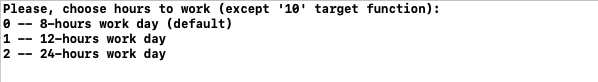 Please, choose hours to work (except '10' target function):
0 -- 8-hours work day (default)
1 -- 12-hours work day
2 -- 24-hours work day